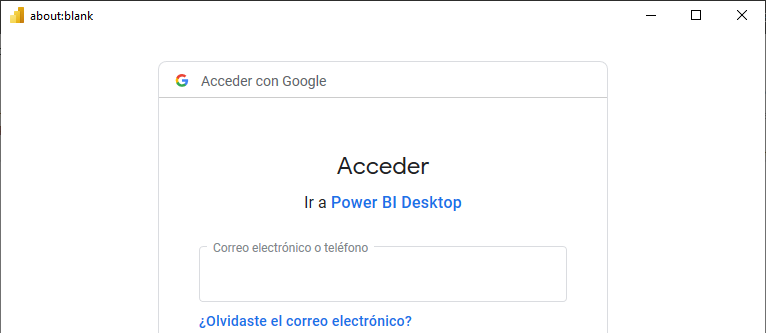 about:blank
Acceder con Google
Acceder
Ir a Power BI Desktop
Correo electrónico o teléfono
¿Olvidaste el correo electrónico?